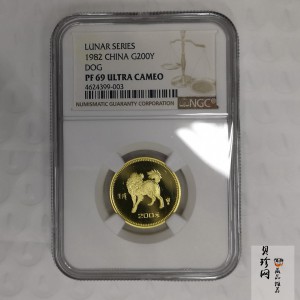 LUNAR SERIES
1982 CHINA G200Y
DOG
PF 69 ULTRA CAMEO
4624399-003
NUMISMATIC GUARANTY CORPORATION
NGC
200元
贝珍网